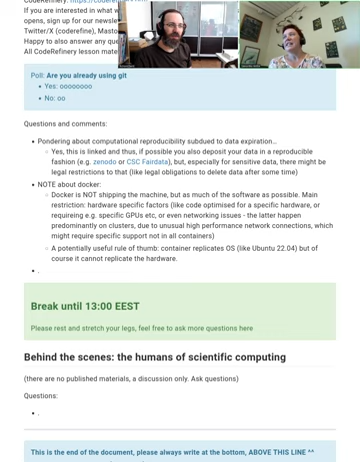 CodeRefinery: https://coderefinery.org
If you are interested in what w
opens, sign up for our newsle
Twitter/X (coderefine), Masto
Happy to also answer any que
All CodeRefinery lesson mate
Poll: Are you already using git
• Yes: oooooooo
• No: oo
Questions and comments:
• Pondering about computational reproducibility subdued to data expiration...
○ Yes, this is linked and thus, if possible you also deposit your data in a reproducible
fashion (e.g. zenodo or CSC Fairdata), but, especially for sensitive data, there might be
legal restrictions to that (like legal obligations to delete data after some time)
• NOTE about docker:
○ Docker is NOT shipping the machine, but as much of the software as possible. Main
restriction: hardware specific factors (like code optimised for a specific hardware, or
requireing e.g. specific GPUs etc, or even networking issues - the latter happen
predominantly on clusters, due to unusual high performance network connections, which
might require specific support not in all containers)
○ A potentially useful rule of thumb: container replicates OS (like Ubuntu 22.04) but of
course it cannot replicate the hardware.
• .
Break until 13:00 EEST
Please rest and stretch your legs, feel free to ask more questions here
Behind the scenes: the humans of scientific computing
(there are no published materials, a discussion only. Ask questions)
Questions:
• .
This is the end of the document, please always write at the bottom, ABOVE THIS LINE ^^